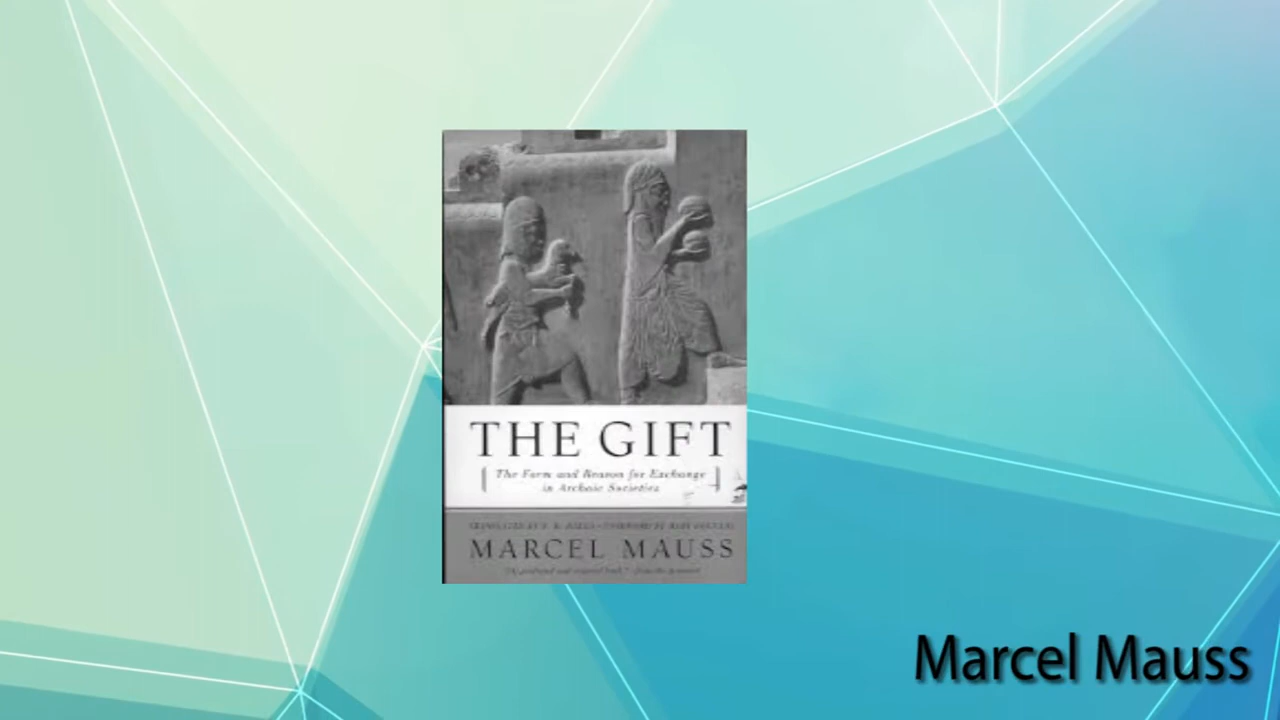 THE GIFT
The Form and Reason for Exchange
in Archaic Societies
MARCEL MAUSS
Marcel Mauss